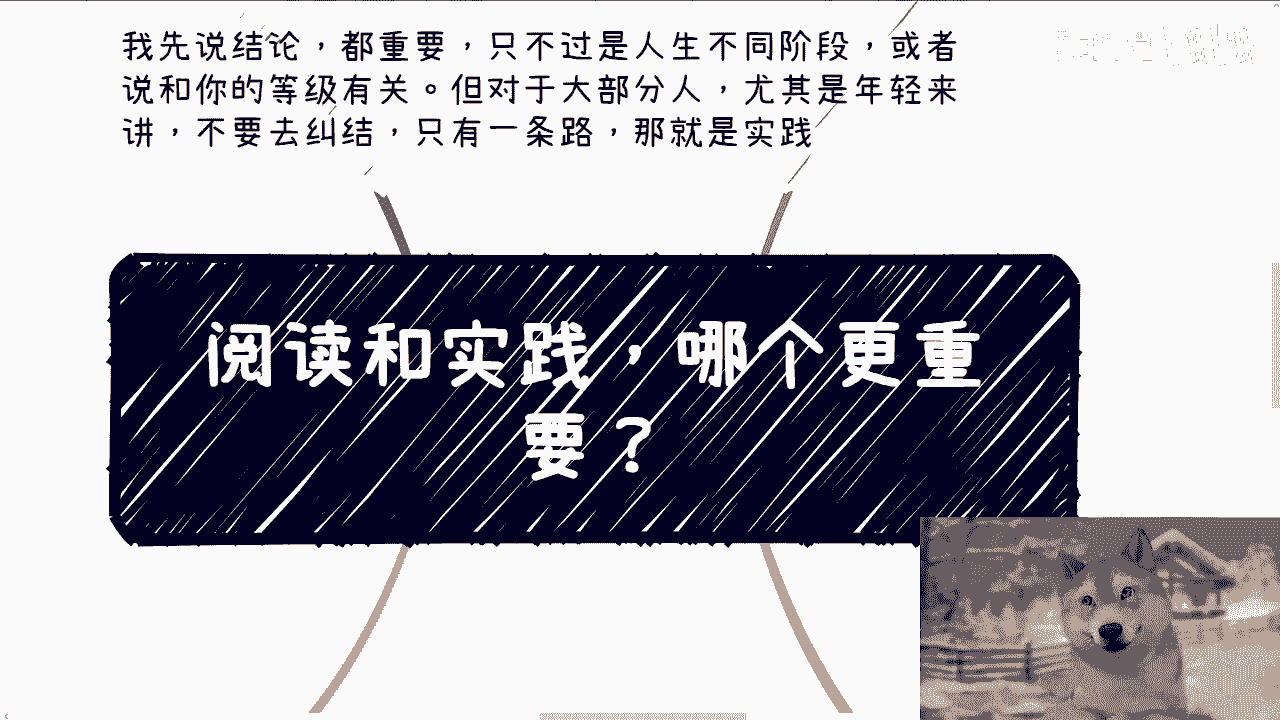 我先说结论，都重要，只不过是人生不同阶段，或者
说和你的等级有关。但对于大部分人，尤其是年轻来
讲，不要去纠结，只有一条路，那就是实践
阅读和实践，哪个更重
要？